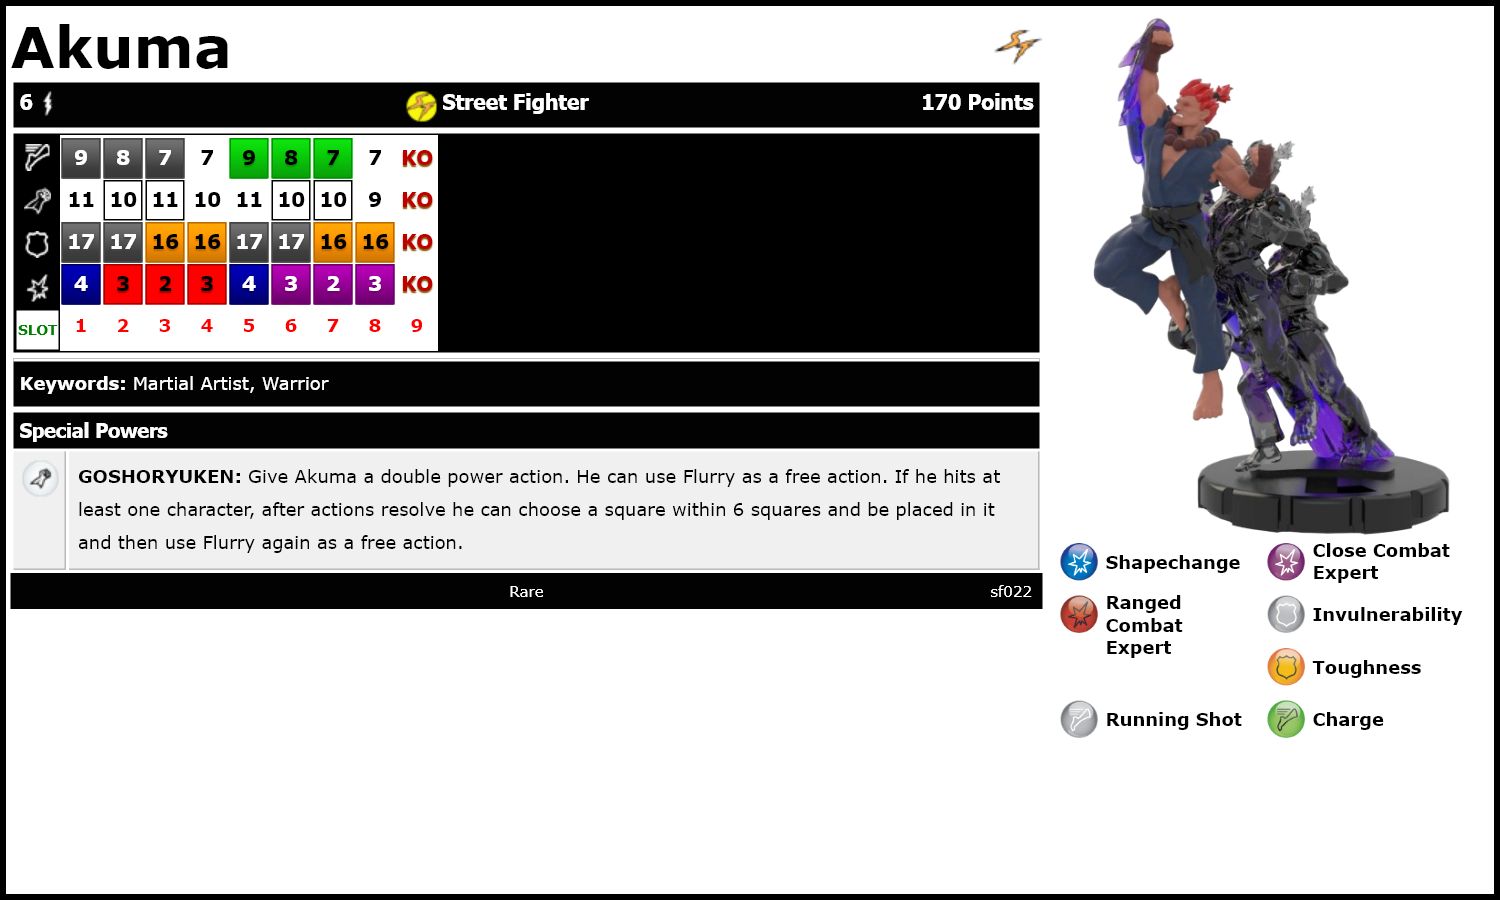 Akuma
6 Street Fighter 170 Points
9 8 7 7 9 8 7 7 KO
11 10 11 10 11 10 10 9 KO
17 17 16 16 17 17 16 16 KO
4 3 2 3 4 3 2 3 KO
SLOT 1 2 3 4 5 6 7 8 9
Keywords: Martial Artist, Warrior
Special Powers
GOSHORYUKEN: Give Akuma a double power action. He can use Flurry as a free action. If he hits at
least one character, after actions resolve he can choose a square within 6 squares and be placed in it
and then use Flurry again as a free action.
Rare sf022
Shapechange
Close Combat
Expert
Ranged
Combat
Expert
Invulnerability
Toughness
Running Shot
Charge